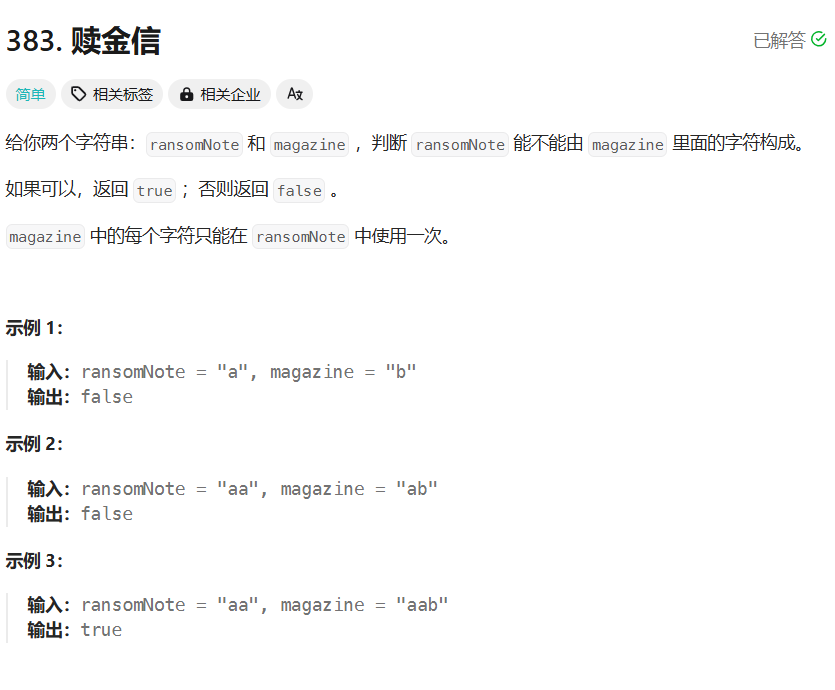 383. 赎金信
已解答
简单 相关标签 相关企业
给你两个字符串：ransomNote 和 magazine ，判断 ransomNote 能不能由 magazine 里面的字符构成。
如果可以，返回 true ；否则返回 false 。
magazine 中的每个字符只能在 ransomNote 中使用一次。
示例 1：
输入：ransomNote = "a", magazine = "b"
输出：false
示例 2：
输入：ransomNote = "aa", magazine = "ab"
输出：false
示例 3：
输入：ransomNote = "aa", magazine = "aab"
输出：true